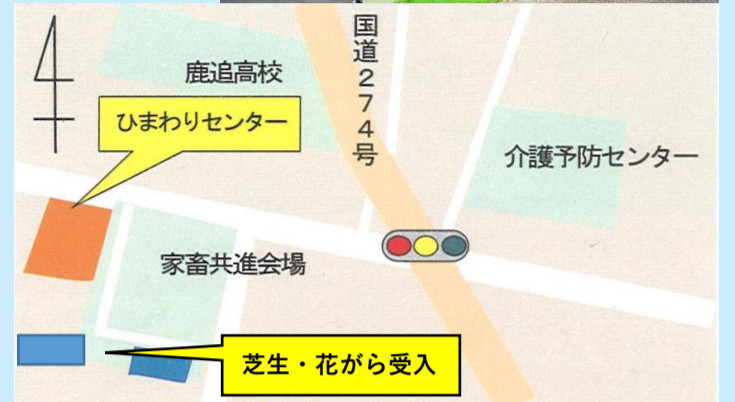 国道274号
鹿追高校
ひまわりセンター
介護予防センター
家畜共進会場
芝生・花がら受入